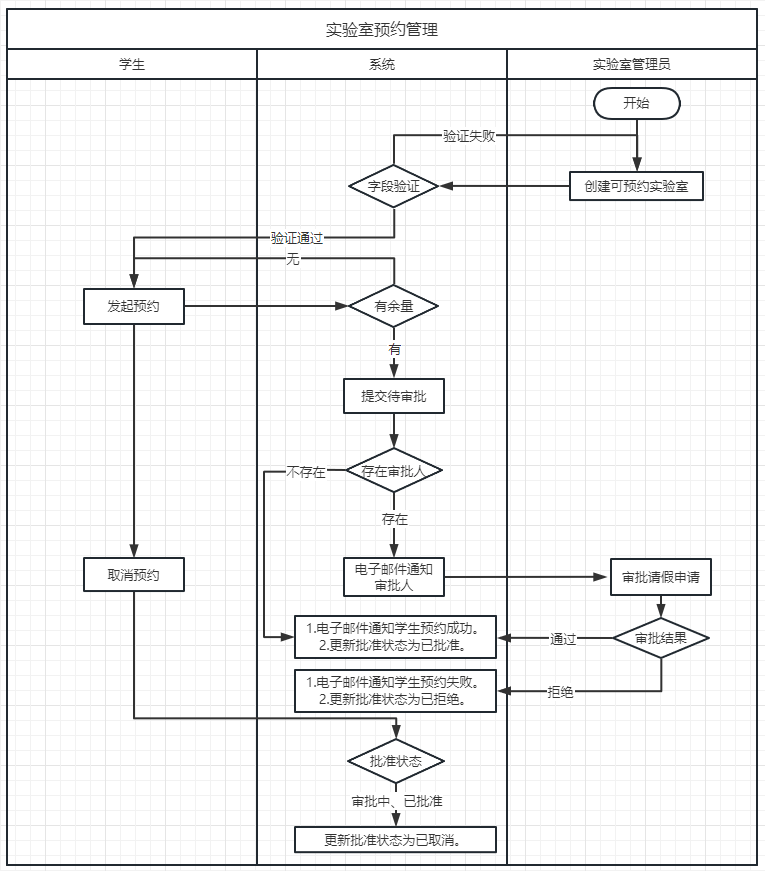 实验室预约管理
学生
系统
实验室管理员
开始
验证失败
字段验证
创建可预约实验室
验证通过
无
发起预约
有余量
有
提交待审批
不存在
存在审批人
存在
取消预约
电子邮件通知
审批人
审批请假申请
1.电子邮件通知学生预约成功。
2.更新批准状态为已批准。
通过
审批结果
1.电子邮件通知学生预约失败。
2.更新批准状态为已拒绝。
拒绝
批准状态
审批中、已批准
更新批准状态为已取消。